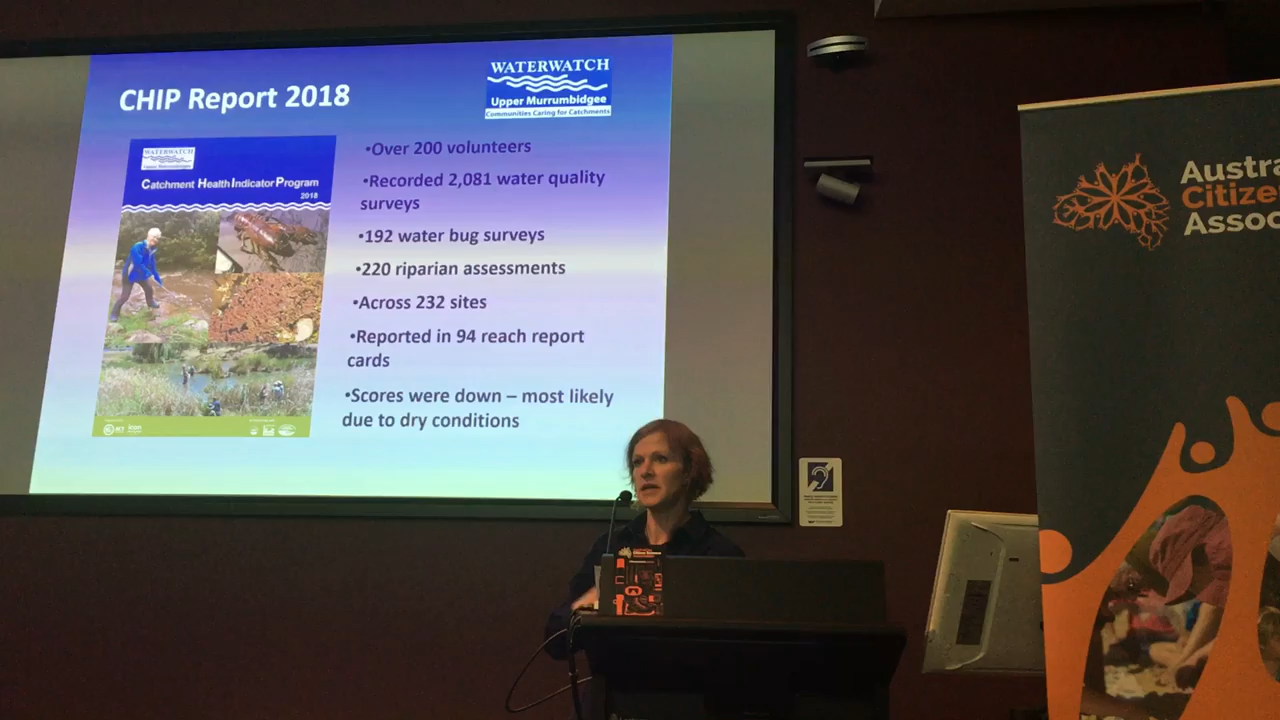 CHIP Report 2018
WATERWATCH
Upper Murrumbidgee
Communities Caring for Catchments
WATERWATCH
Catchment Health Indicator Program
2018
•Over 200 volunteers
•Recorded 2,081 water quality
surveys
•192 water bug surveys
•220 riparian assessments
•Across 232 sites
•Reported in 94 reach report
cards
•Scores were down – most likely
due to dry conditions
Austra
Citize
Assoc
Citizen Science